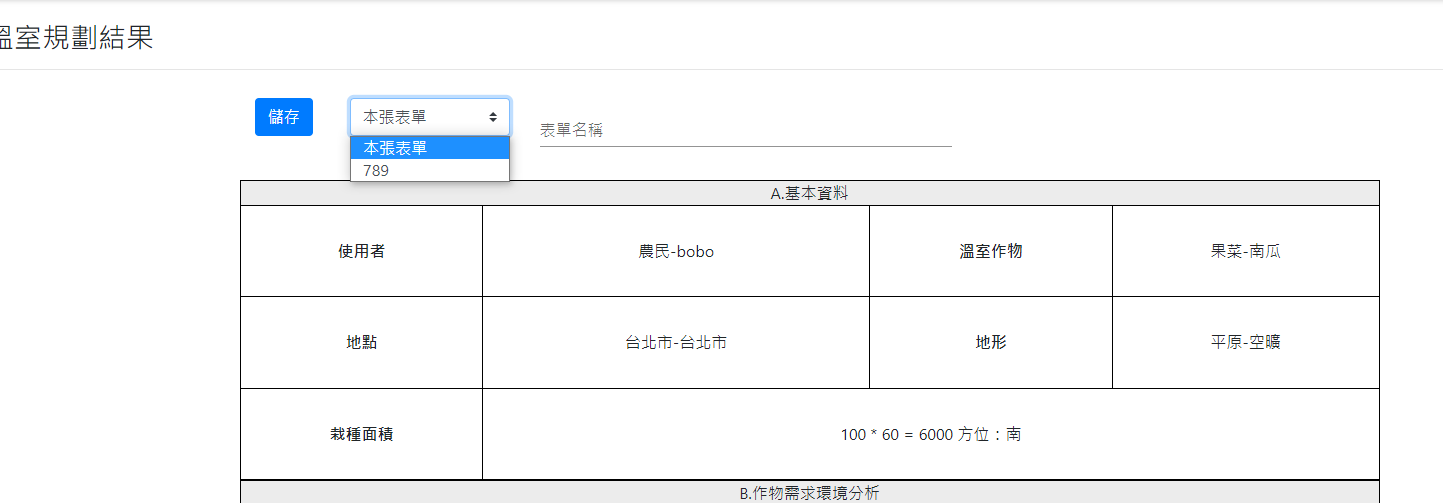 溫室規劃結果
儲存
本張表單
表單名稱
本張表單
789
A.基本資料
使用者
農民-bobo
溫室作物
果菜-南瓜
地點
台北市-台北市
地形
平原-空曠
栽種面積
100 * 60 = 6000 方位：南
B.作物需求環境分析